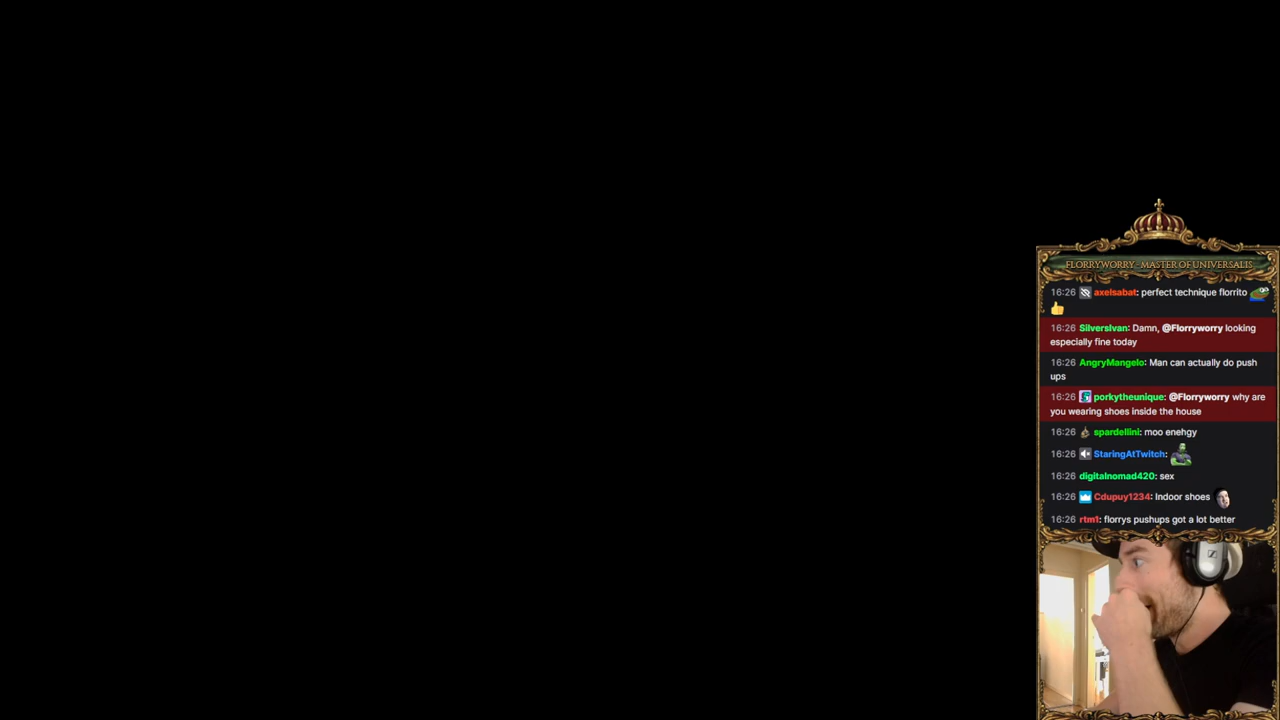 FLORRYWORRY - MASTER OF UNIVERSALIS
16:26 axelsabat: perfect technique florrito
16:26 SilversIvan: Damn, @Florryworry looking
especially fine today
16:26 AngryMangelo: Man can actually do push
ups
16:26 porkytheunique: @Florryworry why are
you wearing shoes inside the house
16:26 spardellini: moo enehgy
16:26 StaringAtTwitch:
16:26 digitalnomad420: sex
16:26 Cdupuy1234: Indoor shoes
16:26 rtm1: florrys pushups got a lot better